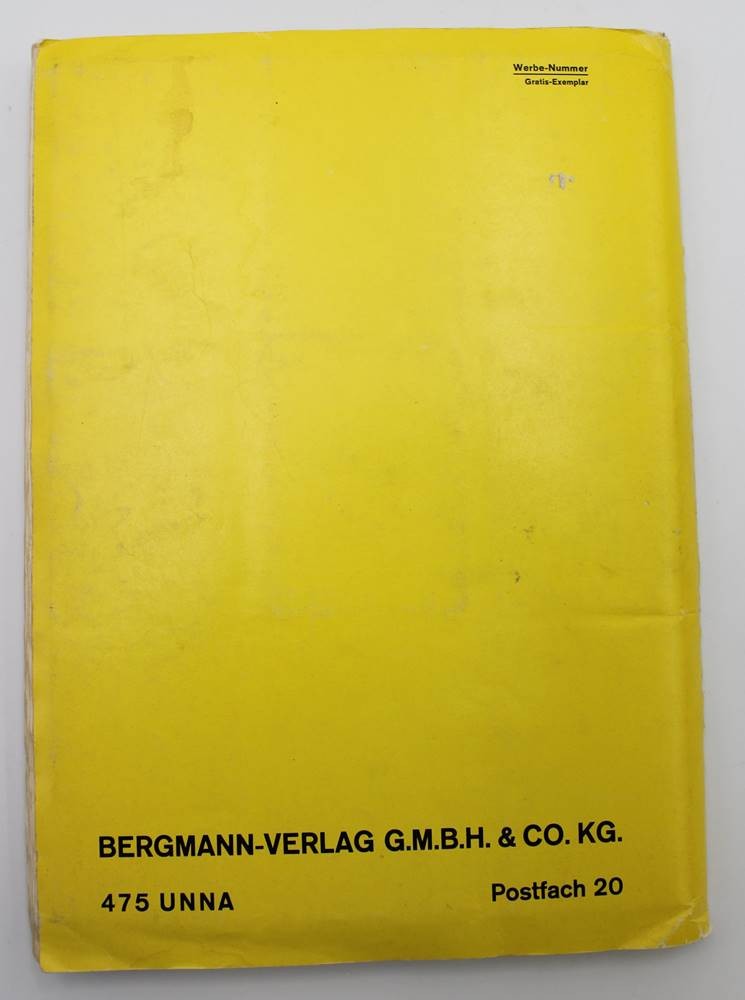 Werbe-Nummer
Gratis-Exemplar
BERGMANN-VERLAG G.M.B.H. & CO. KG.
475 UNNA Postfach 20